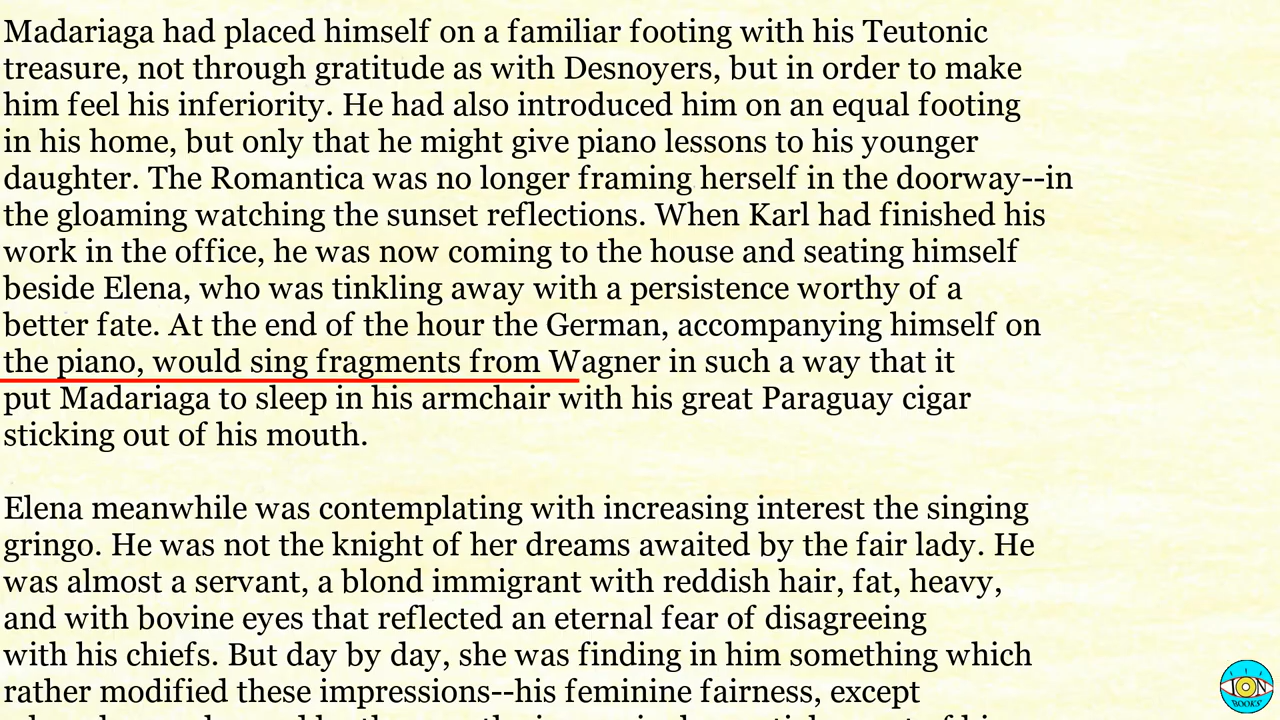 Madariaga had placed himself on a familiar footing with his Teutonic
treasure, not through gratitude as with Desnoyers, but in order to make
him feel his inferiority. He had also introduced him on an equal footing
in his home, but only that he might give piano lessons to his younger
daughter. The Romantica was no longer framing herself in the doorway--in
the gloaming watching the sunset reflections. When Karl had finished his
work in the office, he was now coming to the house and seating himself
beside Elena, who was tinkling away with a persistence worthy of a
better fate. At the end of the hour the German, accompanying himself on
the piano, would sing fragments from Wagner in such a way that it
put Madariaga to sleep in his armchair with his great Paraguay cigar
sticking out of his mouth.
Elena meanwhile was contemplating with increasing interest the singing
gringo. He was not the knight of her dreams awaited by the fair lady. He
was almost a servant, a blond immigrant with reddish hair, fat, heavy,
and with bovine eyes that reflected an eternal fear of disagreeing
with his chiefs. But day by day, she was finding in him something which
rather modified these impressions--his feminine fairness, except
ION
BOOKS